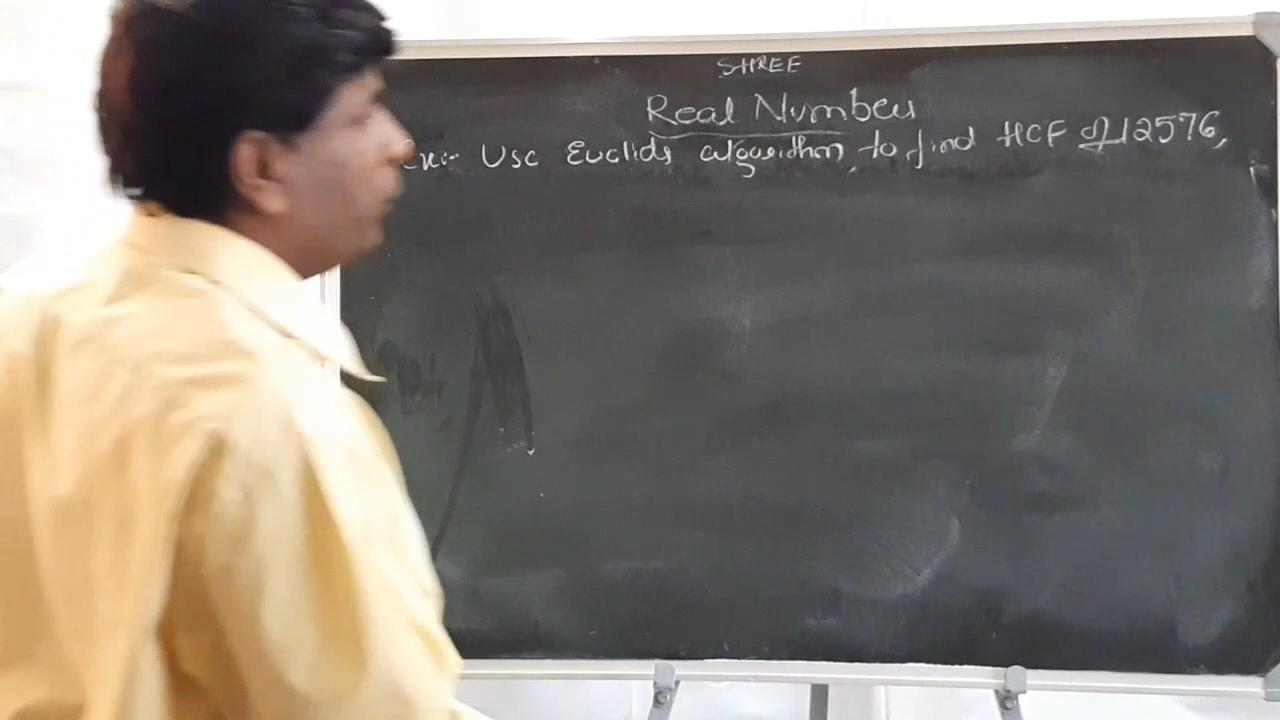 SHREE
Real Number
Use Euclids algorithm, to find HCF of 12576,